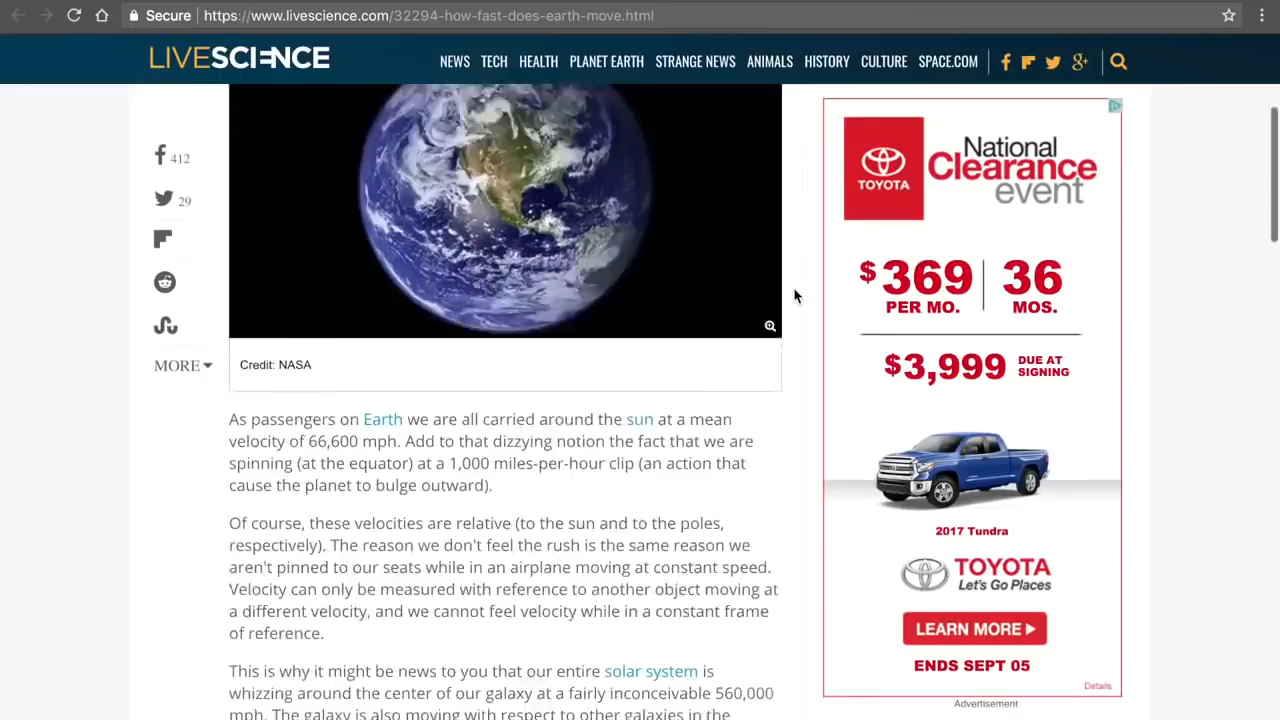 Secure
https://www.livescience.com/32294-how-fast-does-earth-move.html
LIVESCIENCE
NEWS TECH HEALTH PLANET EARTH STRANGE NEWS ANIMALS HISTORY CULTURE SPACE.COM
412
29
MORE
Credit: NASA
As passengers on Earth we are all carried around the sun at a mean
velocity of 66,600 mph. Add to that dizzying notion the fact that we are
spinning (at the equator) at a 1,000 miles-per-hour clip (an action that
cause the planet to bulge outward).
Of course, these velocities are relative (to the sun and to the poles,
respectively). The reason we don't feel the rush is the same reason we
aren't pinned to our seats while in an airplane moving at constant speed.
Velocity can only be measured with reference to another object moving at
a different velocity, and we cannot feel velocity while in a constant frame
of reference.
This is why it might be news to you that our entire solar system is
whizzing around the center of our galaxy at a fairly inconceivable 560,000
mph. The galaxy is also moving with respect to other galaxies in the
TOYOTA
National
Clearance
event
$369
PER MO.
36
MOS.
$3,999
DUE AT
SIGNING
2017 Tundra
TOYOTA
Let's Go Places
LEARN MORE
ENDS SEPT 05
Details
Advertisement